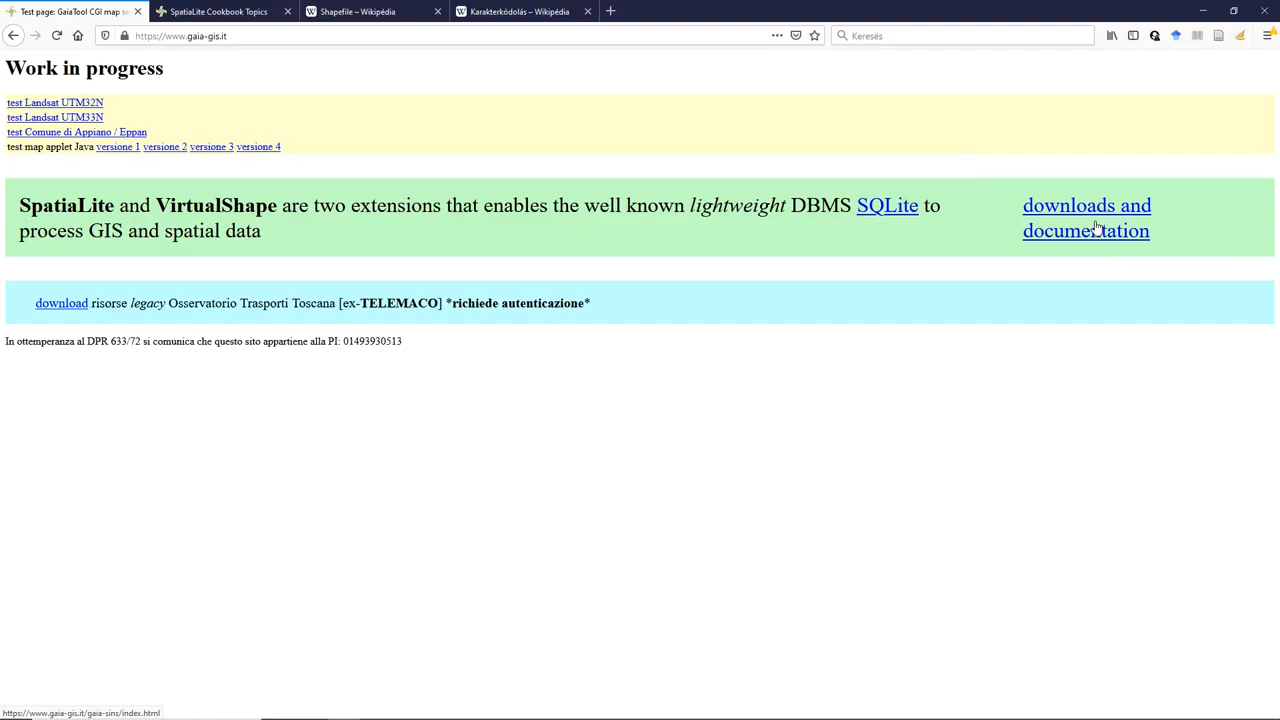 Test page: GaiaTool CGI map se
SpatiaLite Cookbook Topics
Shapefile – Wikipédia
Karakterkódolás – Wikipédia
https://www.gaia-gis.it
Keresés
Work in progress
test Landsat UTM32N
test Landsat UTM33N
test Comune di Appiano / Eppan
test map applet Java versione 1 versione 2 versione 3 versione 4
SpatiaLite and VirtualShape are two extensions that enables the well known lightweight DBMS SQLite to
process GIS and spatial data
downloads and
documentation
download risorse legacy Osservatorio Trasporti Toscana [ex-TELEMACO] *richiede autenticazione*
In ottemperanza al DPR 633/72 si comunica che questo sito appartiene alla PI: 01493930513
https://www.gaia-gis.it/gaia-sins/index.html